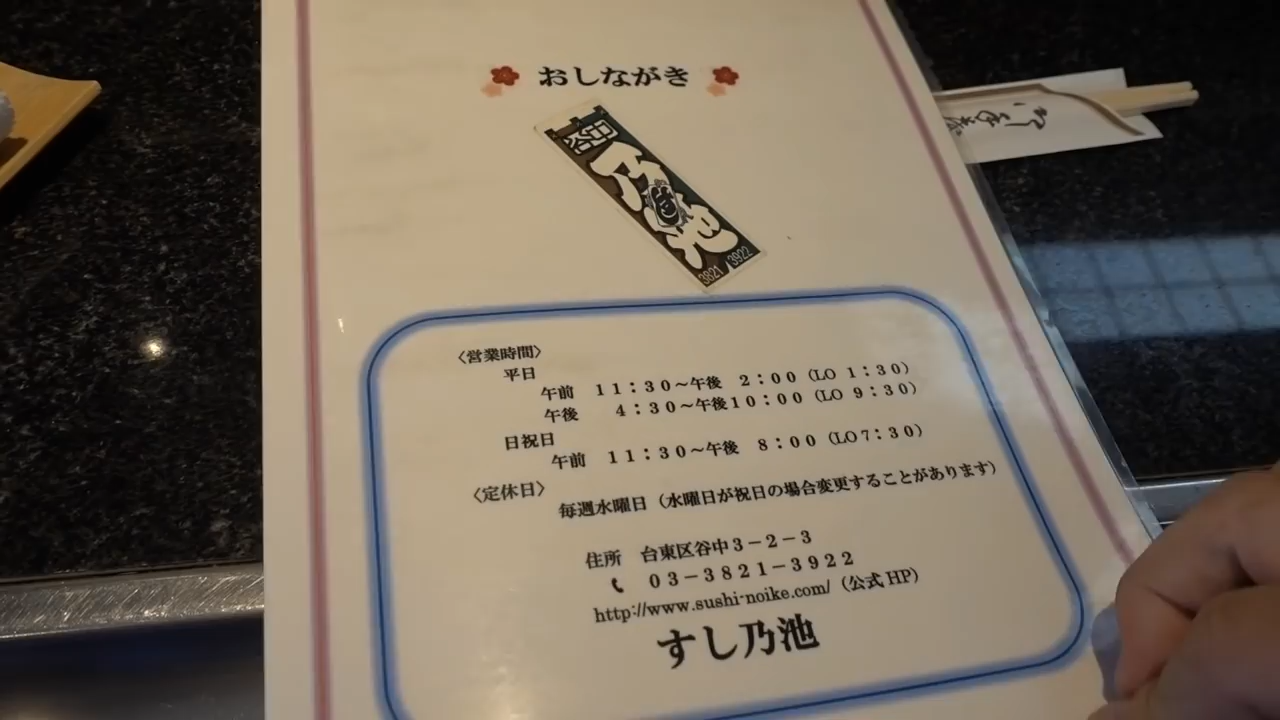 おしながき
谷中
乃池
3821 3922
〈営業時間〉
平日
午前 11:30～午後 2:00（LO 1:30）
午後 4:30～午後10:00（LO 9:30）
日祝日
午前 11:30～午後 8:00（LO7:30）
〈定休日〉
毎週水曜日（水曜日が祝日の場合変更することがあります）
住所 台東区谷中3－2－3
03－3821－3922
http://www.sushi-noike.com/（公式HP）
すし乃池